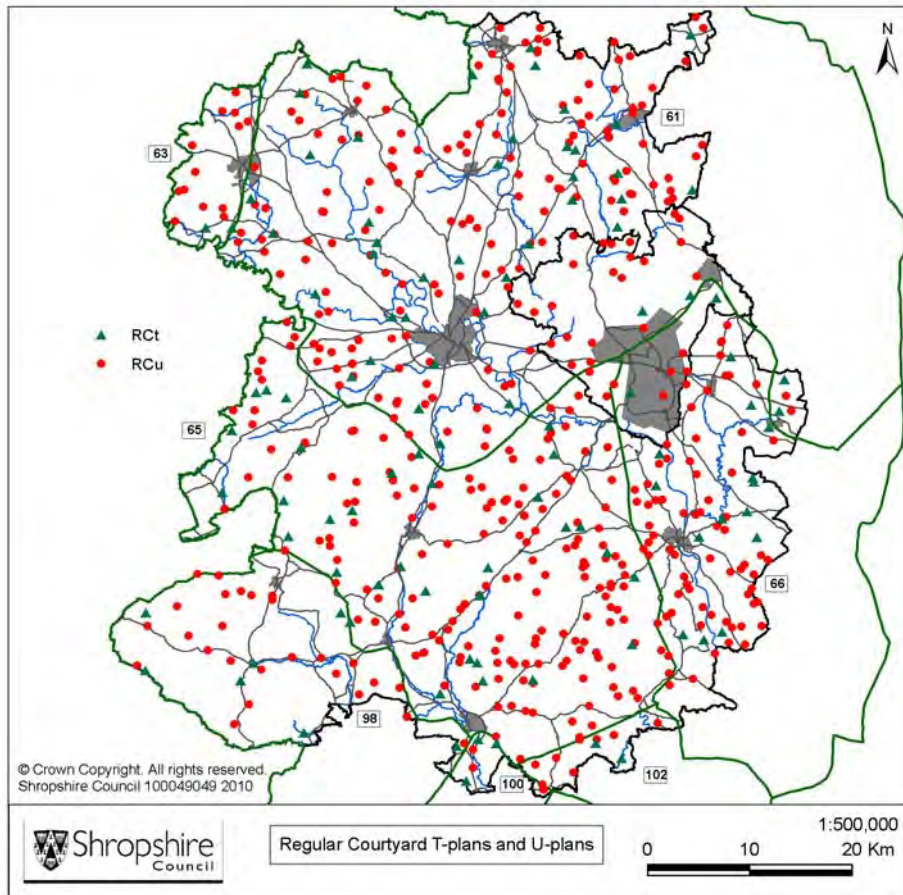 N
61
63
RCt
RCu
65
66
98
102
100
© Crown Copyright. All rights reserved.
Shropshire Council 100049049 2010
Shropshire
Council
Regular Courtyard T-plans and U-plans
1:500,000
0 10 20 Km